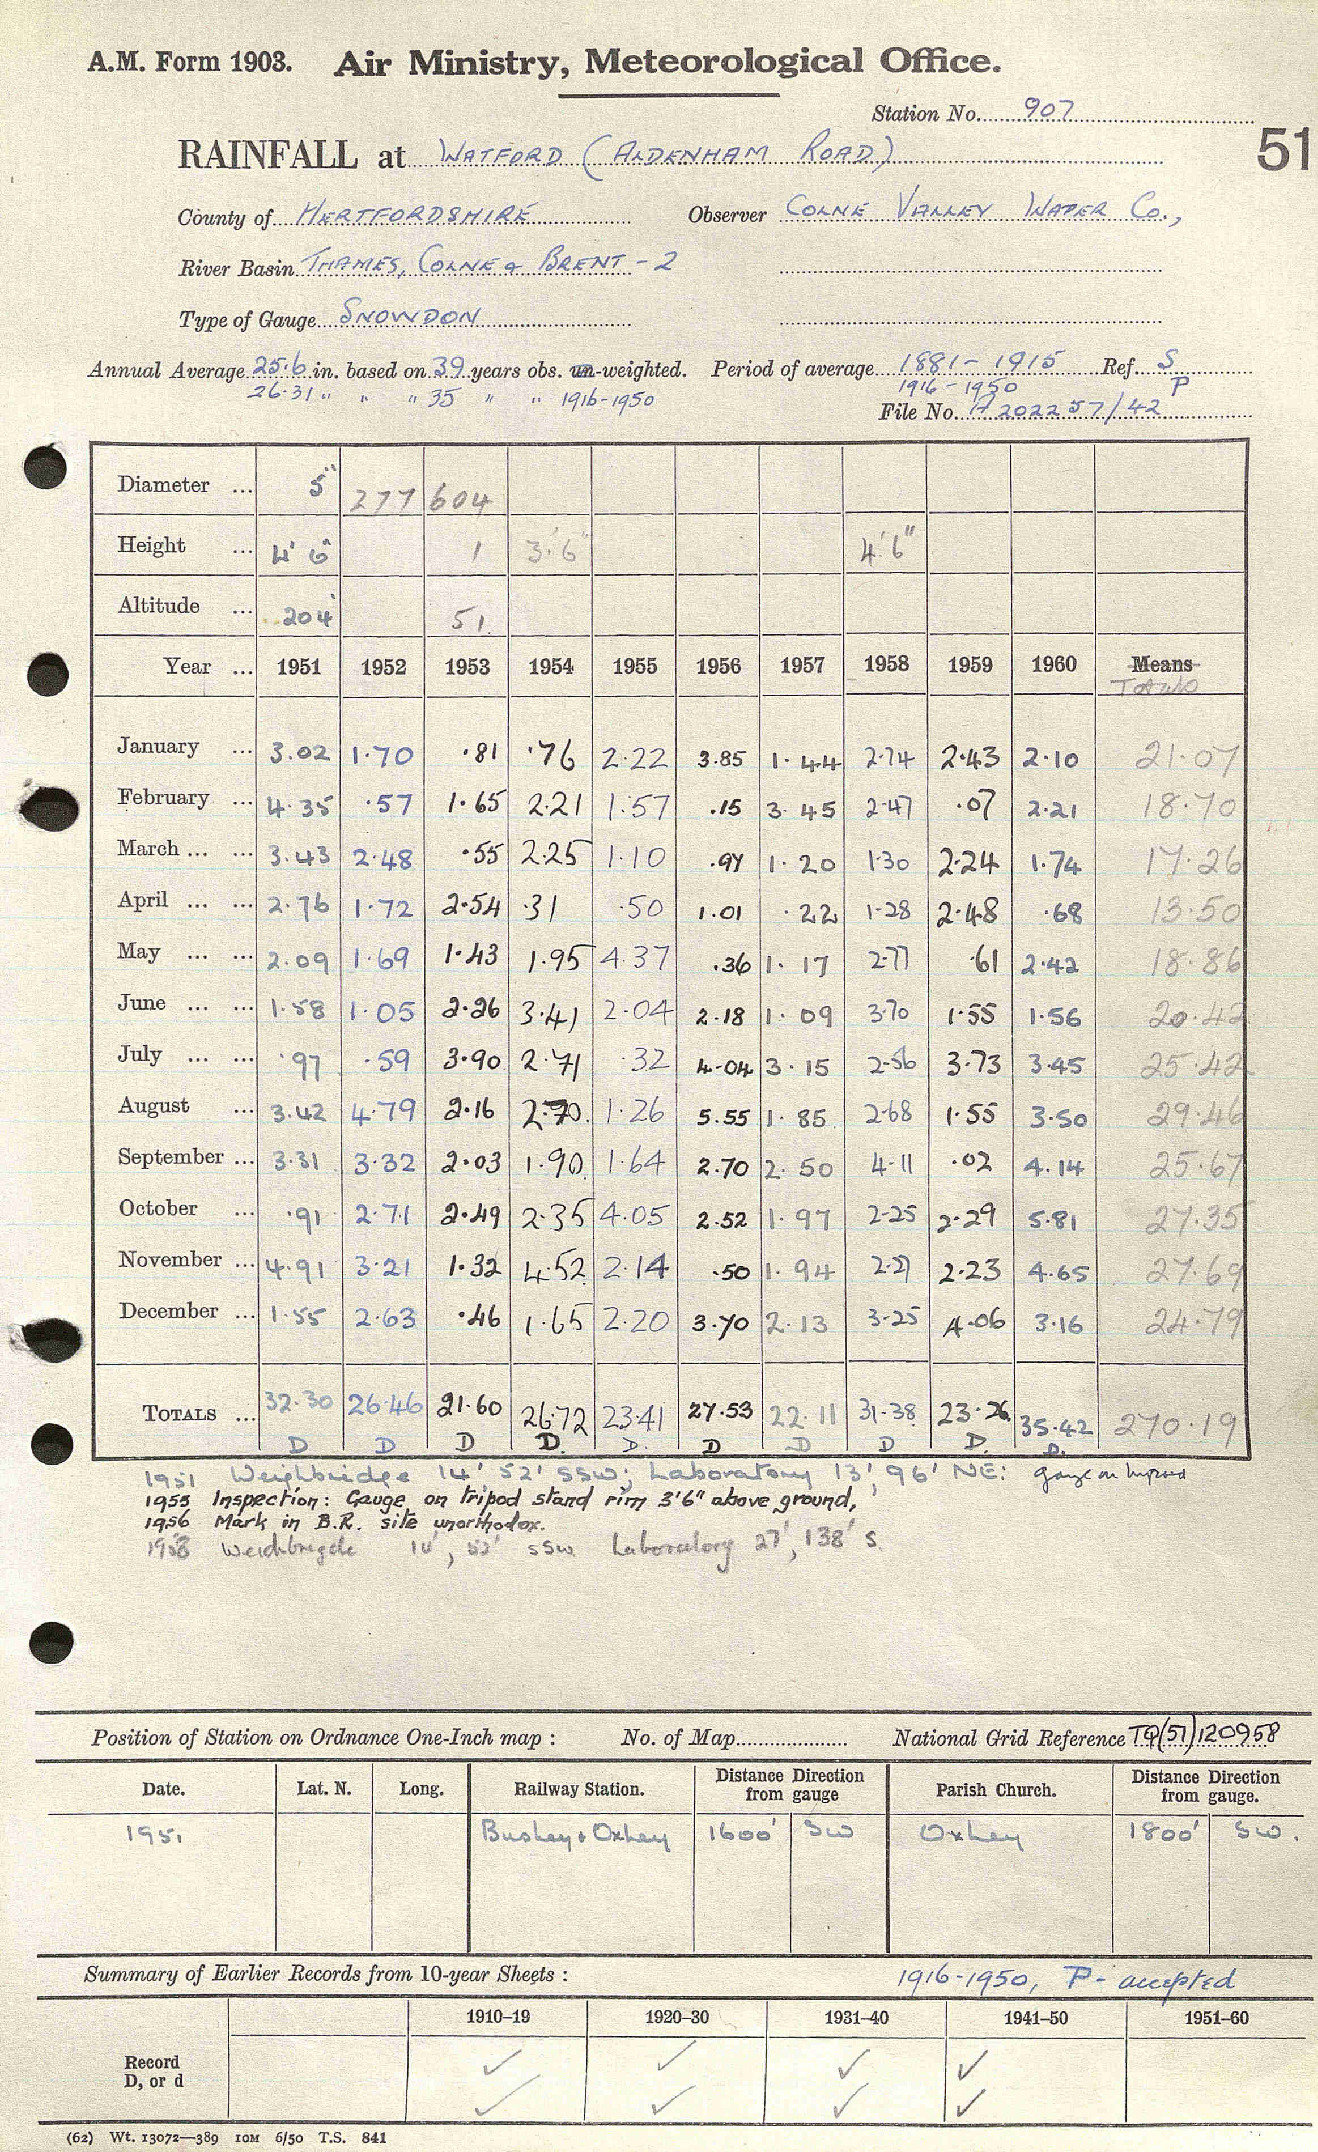 A.M. Form 1903. Air Ministry, Meteorological Office.
Station No. 907
51
RAINFALL at WATFORD (ALDENHAM ROAD)
County of HERTFORDSHIRE Observer COLNE VALLEY WATER Co.,
River Basin THAMES, COLNE & BRENT - 2
Type of Gauge SNOWDON
Annual Average 25.6 in. based on 39 years obs. un-weighted. Period of average 1881 - 1915 Ref. S
26.31 " " " 35 " " 1916-1950 1916-1950 P
File No. A202257/42
Diameter ... 5" 277 604
Height ... 4' 6" 1 3'6" 4'6"
Altitude ... 204' 51
Year ... 1951 1952 1953 1954 1955 1956 1957 1958 1959 1960 Means
Totals
January ... 3.02 1.70 .81 .76 2.22 3.85 1.44 2.74 2.43 2.10 21.07
February ... 4.35 .57 1.65 2.21 1.57 .15 3.45 2.47 .07 2.21 18.70
March ... ... 3.43 2.48 .55 2.25 1.10 .97 1.20 1.30 2.24 1.74 17.26
April ... ... 2.76 1.72 2.54 .31 .50 1.01 .22 1.28 2.48 .68 13.50
May ... ... 2.09 1.69 1.43 1.95 4.37 .36 1.17 2.77 .61 2.42 18.86
June ... ... 1.58 1.05 2.26 3.41 2.04 2.18 1.09 3.70 1.55 1.56 20.42
July ... ... .97 .59 3.90 2.71 .32 4.04 3.15 2.56 3.73 3.45 25.42
August ... 3.42 4.79 2.16 2.70 1.26 5.55 1.85 2.68 1.55 3.50 29.46
September ... 3.31 3.32 2.03 1.90 1.64 2.70 2.50 4.11 .02 4.14 25.67
October ... .91 2.71 2.49 2.35 4.05 2.52 1.97 2.25 2.29 5.81 27.35
November ... 4.91 3.21 1.32 4.52 2.14 .50 1.94 2.27 2.23 4.65 27.69
December ... 1.55 2.63 .46 1.65 2.20 3.70 2.13 3.25 4.06 3.16 24.79
TOTALS ... 32.30 26.46 21.60 26.72 23.41 27.53 22.11 31.38 23.26 35.42 270.19
D D D D. D. D D D D. D.
1951 Weighbridge 14' 52' SSW; Laboratory 13', 96' NE: gauge on
1955 Inspection: Gauge on tripod stand rim 3'6" above ground,
1956 Mark in B.R. site unorthodox.
1958 Weighbridge 14', 52' SSW Laboratory 27', 138' S.
Position of Station on Ordnance One-Inch map : No. of Map National Grid Reference TQ(51)120958
Date. Lat. N. Long. Railway Station. Distance Direction from gauge Parish Church. Distance Direction from gauge.
1951 Bushey & Oxhey 1600' SW Oxhey 1800' SW.
Summary of Earlier Records from 10-year Sheets : 1916-1950, P- accepted
1910–19 1920–30 1931–40 1941–50 1951–60
Record ✓ ✓ ✓ ✓
D, or d ✓ ✓ ✓ ✓
(62) Wt. 13072—389 10M 6/50 T.S. 841